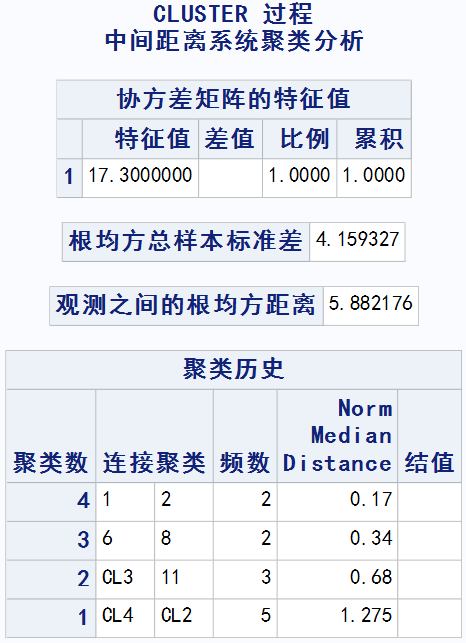 CLUSTER 过程
中间距离系统聚类分析
协方差矩阵的特征值
特征值 差值 比例 累积
1 17.3000000 1.0000 1.0000
根均方总样本标准差 4.159327
观测之间的根均方距离 5.882176
聚类历史
Norm
Median
聚类数 连接聚类 频数 Distance 结值
4 1 2 2 0.17
3 6 8 2 0.34
2 CL3 11 3 0.68
1 CL4 CL2 5 1.275